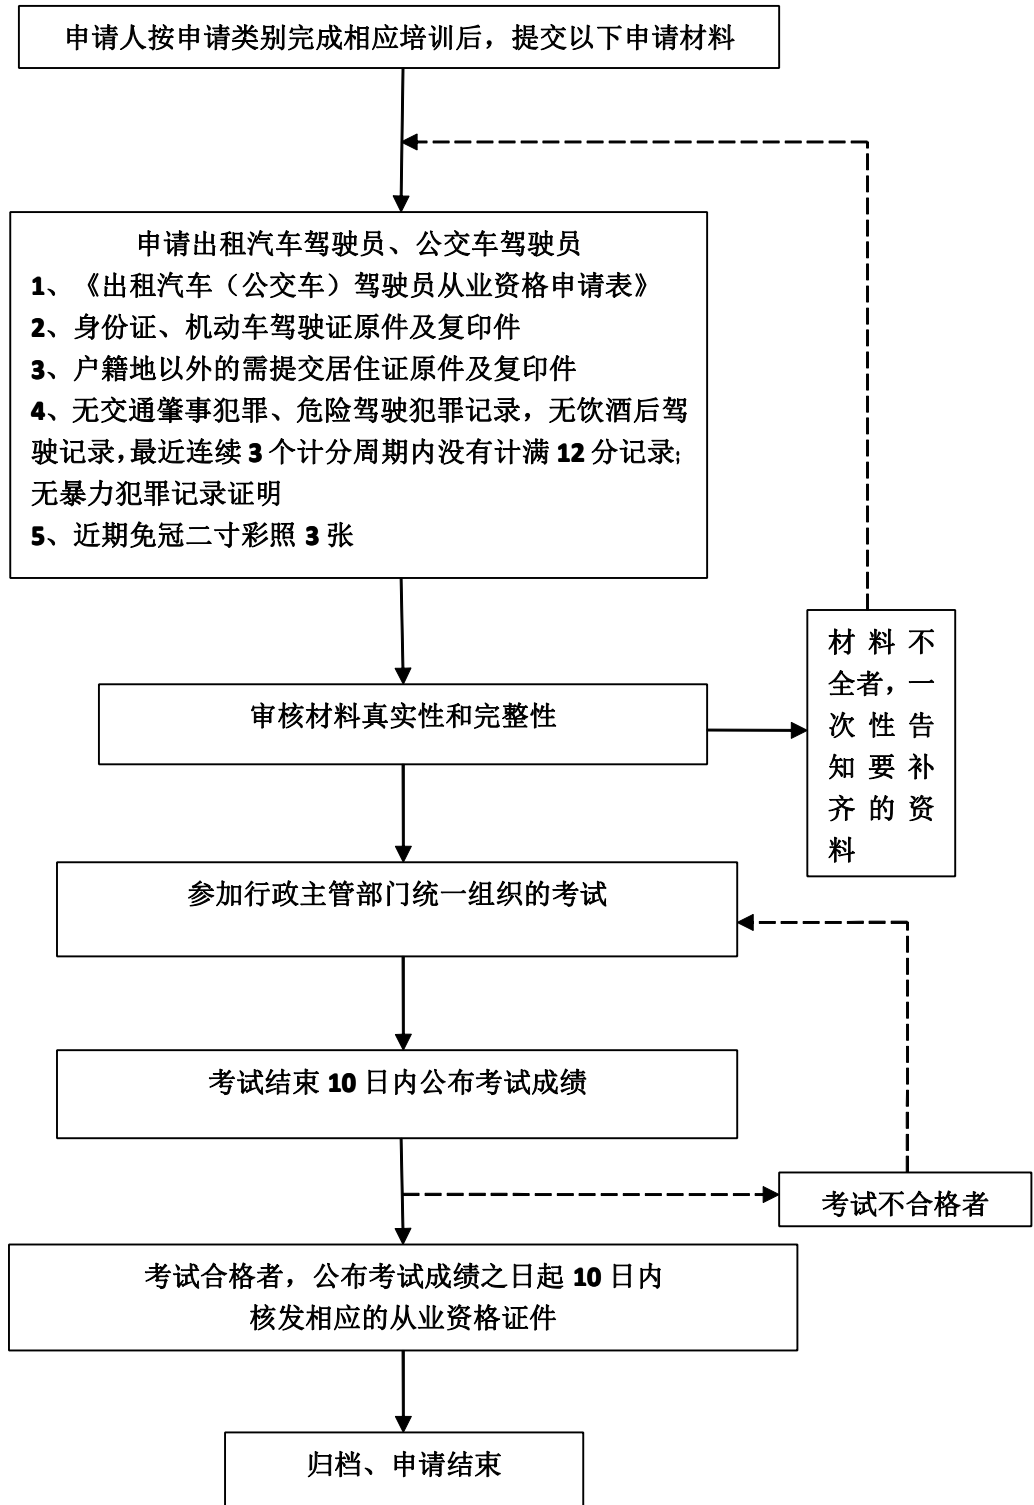 申请人按申请类别完成相应培训后，提交以下申请材料
申请出租汽车驾驶员、公交车驾驶员
1、《出租汽车（公交车）驾驶员从业资格申请表》
2、身份证、机动车驾驶证原件及复印件
3、户籍地以外的需提交居住证原件及复印件
4、无交通肇事犯罪、危险驾驶犯罪记录，无饮酒后驾
驶记录，最近连续 3 个计分周期内没有计满 12 分记录；
无暴力犯罪记录证明
5、近期免冠二寸彩照 3 张
审核材料真实性和完整性
材料不
全者，一
次性告
知要补
齐的资
料
参加行政主管部门统一组织的考试
考试结束 10 日内公布考试成绩
考试不合格者
考试合格者，公布考试成绩之日起 10 日内
核发相应的从业资格证件
归档、申请结束